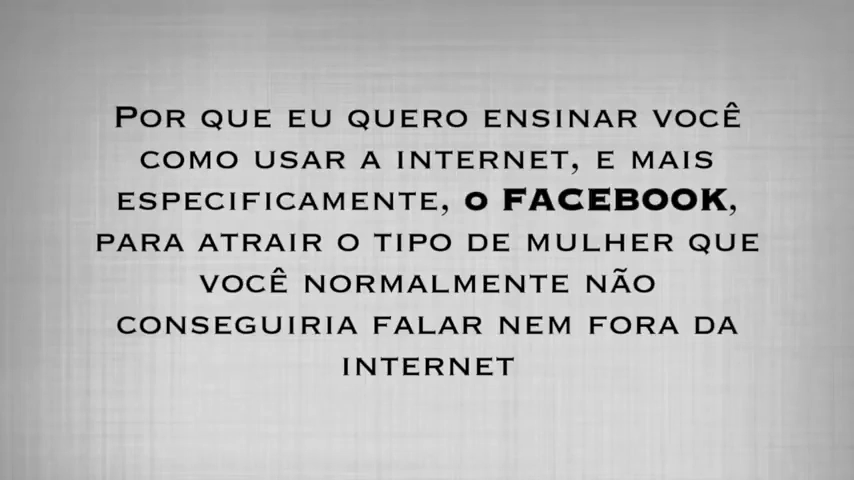 POR QUE EU QUERO ENSINAR VOCÊ
COMO USAR A INTERNET, E MAIS
ESPECIFICAMENTE, O FACEBOOK,
PARA ATRAIR O TIPO DE MULHER QUE
VOCÊ NORMALMENTE NÃO
CONSEGUIRIA FALAR NEM FORA DA
INTERNET